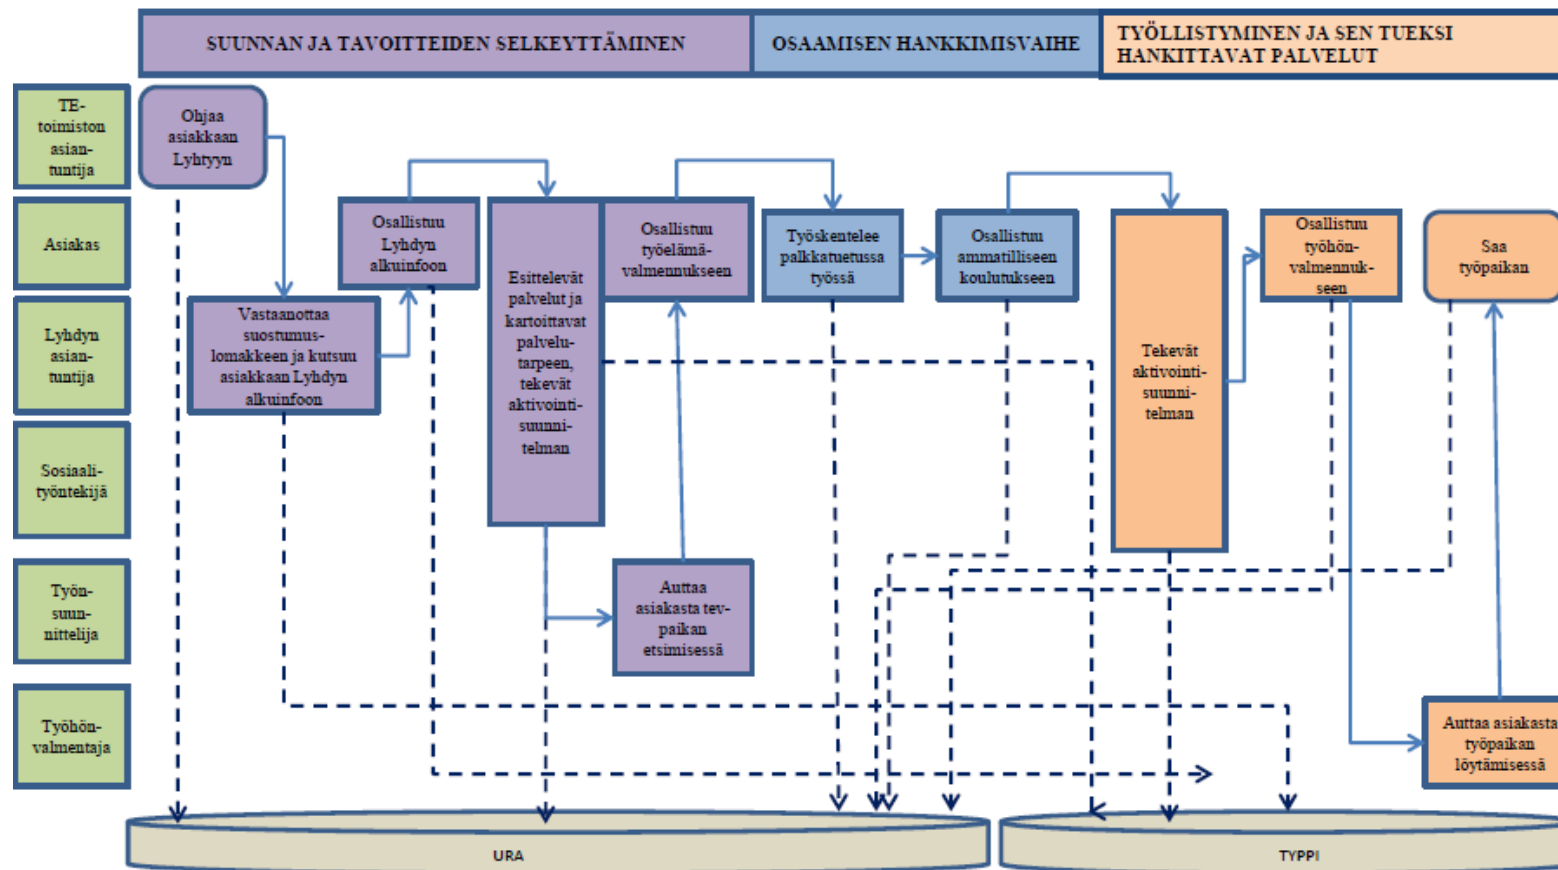 SUUNNAN JA TAVOITTEIDEN SELKEYTTÄMINEN
OSAAMISEN HANKKIMISVAIHE
TYÖLLISTYMINEN JA SEN TUEKSI
HANKITTAVAT PALVELUT
TE-
toimiston
asian-
tuntija
Ohjaa
asiakkaan
Lyhtyyn
Asiakas
Osallistuu
Lyhdyn
alkuinfoon
Osallistuu
työelämä-
valmennukseen
Työskentelee
palkkatuetussa
työssä
Osallistuu
ammatilliseen
koulutukseen
Osallistuu
työhön-
valmennuk-
seen
Saa
työpaikan
Lyhdyn
asian-
tuntija
Vastaanottaa
suostumus-
lomakkeen ja kutsuu
asiakkaan Lyhdyn
alkuinfoon
Esittelevät
palvelut ja
kartoittavat
palvelu-
tarpeen,
tekevät
aktivointi-
suunni-
telman
Tekevät
aktivointi-
suunni-
telman
Sosiaali-
työntekijä
Työn-
suun-
nittelija
Auttaa
asiakasta tev-
paikan
etsimisessä
Työhön-
valmentaja
Auttaa asiakasta
työpaikan
löytämisessä
URA
TYPPI